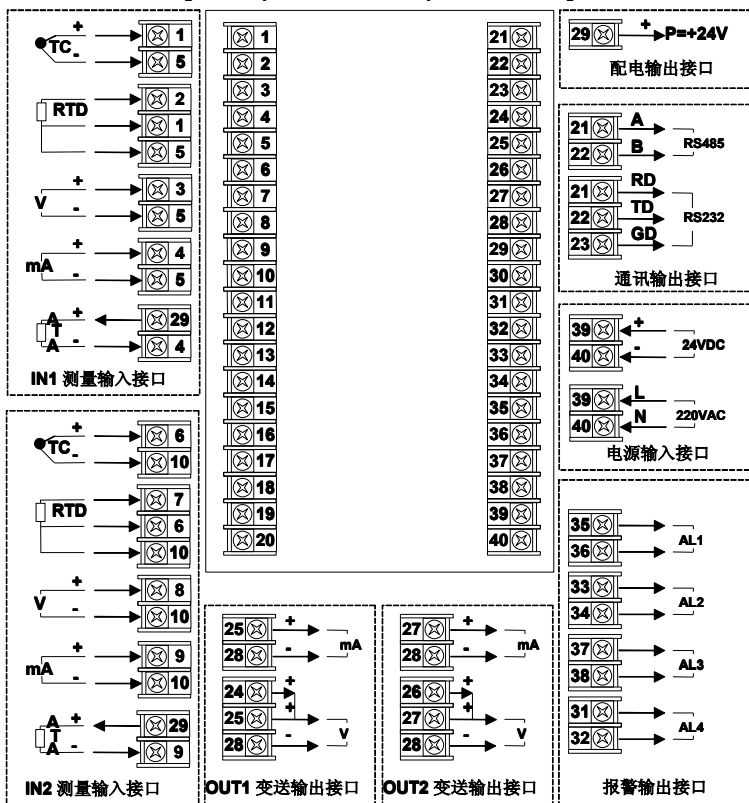 TC + 1
- 5
RTD 2
1
5
V + 3
- 5
mA + 4
- 5
A + 29
T
A - 4
IN1 测量输入接口
TC + 6
- 10
RTD 7
6
10
V + 8
- 10
mA + 9
- 10
A + 29
T
A - 9
IN2 测量输入接口
1 21
2 22
3 23
4 24
5 25
6 26
7 27
8 28
9 29
10 30
11 31
12 32
13 33
14 34
15 35
16 36
17 37
18 38
19 39
20 40
25 + mA
28 -
24 +
25 + V
28 -
OUT1 变送输出接口
27 + mA
28 -
26 +
27 + V
28 -
OUT2 变送输出接口
29 + P=+24V
配电输出接口
21 A RS485
22 B
21 RD
22 TD RS232
23 GD
通讯输出接口
39 + 24VDC
40 -
39 L 220VAC
40 N
电源输入接口
35 AL1
36
33 AL2
34
37 AL3
38
31 AL4
32
报警输出接口